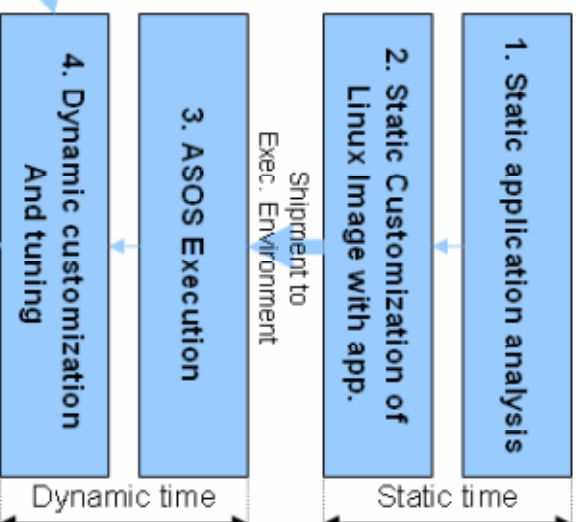 1. Static application analysis
2. Static Customization of
Linux Image with app.
Shipment to
Exec. Environment
3. ASOS Execution
4. Dynamic customization
And tuning
Dynamic time
Static time